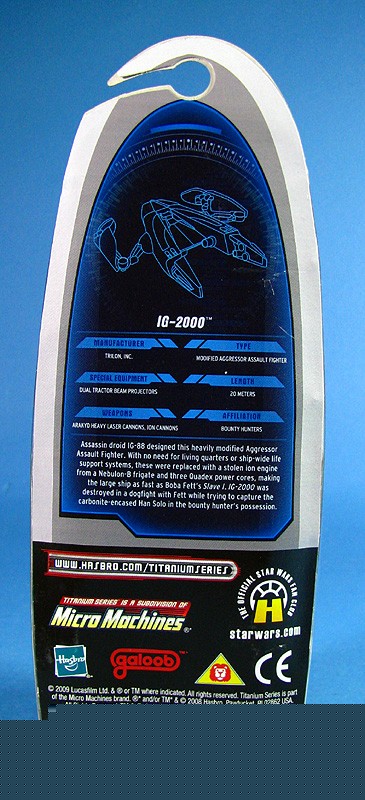 IG-2000™
MANUFACTURER
TRILON, INC.
TYPE
MODIFIED AGGRESSOR ASSAULT FIGHTER
SPECIAL EQUIPMENT
DUAL TRACTOR BEAM PROJECTORS
LENGTH
20 METERS
WEAPONS
ARAKYD HEAVY LASER CANNONS, ION CANNONS
AFFILIATION
BOUNTY HUNTERS
Assassin droid IG-88 designed this heavily modified Aggressor
Assault Fighter. With no need for living quarters or ship-wide life
support systems, these were replaced with a stolen ion engine
from a Nebulon-B frigate and three Quadex power cores, making
the large ship as fast as Boba Fett's Slave I. IG-2000 was
destroyed in a dogfight with Fett while trying to capture the
carbonite-encased Han Solo in the bounty hunter's possession.
WWW.HASBRO.COM/TITANIUMSERIES
TITANIUM SERIES IS A SUBDIVISION OF
Micro Machines®.
THE OFFICIAL STAR WARS FAN CLUB
H
starwars.com
Hasbro ®
galoob™
CE
© 2009 Lucasfilm Ltd. & ® or TM where indicated. All rights reserved. Titanium Series is part
of the Micro Machines brand. ®* and/or TM* & © 2008 Hasbro, Pawtucket, RI 02862 USA.
All Rights Reserved.